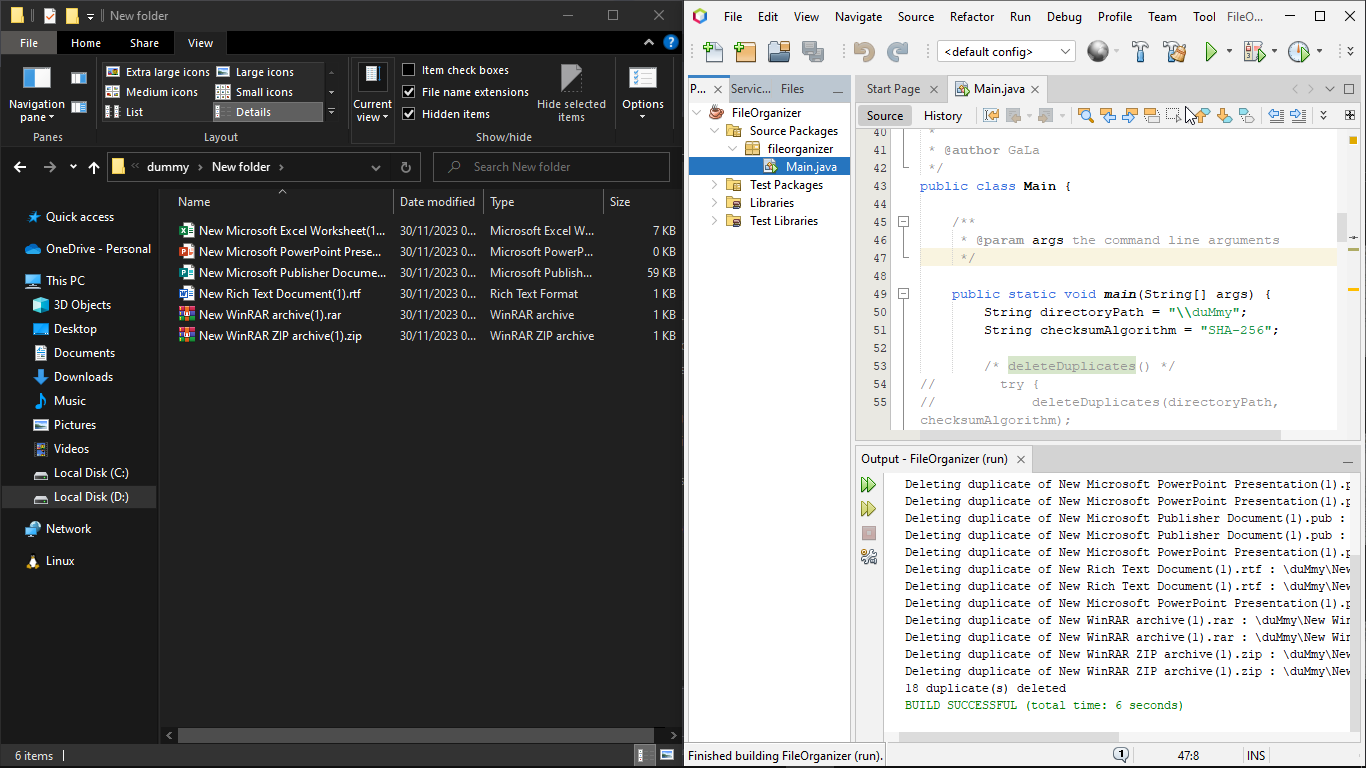 New folder
File
Home
Share
View
Navigation pane
Panes
Extra large icons
Large icons
Medium icons
Small icons
List
Details
Layout
Current view
Item check boxes
File name extensions
Hidden items
Hide selected items
Show/hide
Options
dummy
New folder
Search New folder
Quick access
OneDrive - Personal
This PC
3D Objects
Desktop
Documents
Downloads
Music
Pictures
Videos
Local Disk (C:)
Local Disk (D:)
Network
Linux
Name Date modified Type Size
New Microsoft Excel Worksheet(1... 30/11/2023 0... Microsoft Excel W... 7 KB
New Microsoft PowerPoint Prese... 30/11/2023 0... Microsoft PowerP... 0 KB
New Microsoft Publisher Docume... 30/11/2023 0... Microsoft Publish... 59 KB
New Rich Text Document(1).rtf 30/11/2023 0... Rich Text Format 1 KB
New WinRAR archive(1).rar 30/11/2023 0... WinRAR archive 1 KB
New WinRAR ZIP archive(1).zip 30/11/2023 0... WinRAR ZIP archive 1 KB
6 items
File Edit View Navigate Source Refactor Run Debug Profile Team Tool FileO...
<default config>
P... Servic... Files
FileOrganizer
Source Packages
fileorganizer
Main.java
Test Packages
Libraries
Test Libraries
Start Page
Main.java
Source
History
40 *
41 * @author GaLa
42 */
43 public class Main {
44
45 /**
46 * @param args the command line arguments
47 */
48
49 public static void main(String[] args) {
50 String directoryPath = "\\duMmy";
51 String checksumAlgorithm = "SHA-256";
52
53 /* deleteDuplicates() */
54 // try {
55 // deleteDuplicates(directoryPath,
checksumAlgorithm);
Output - FileOrganizer (run)
Deleting duplicate of New Microsoft PowerPoint Presentation(1).p
Deleting duplicate of New Microsoft PowerPoint Presentation(1).p
Deleting duplicate of New Microsoft Publisher Document(1).pub :
Deleting duplicate of New Microsoft Publisher Document(1).pub :
Deleting duplicate of New Microsoft PowerPoint Presentation(1).p
Deleting duplicate of New Rich Text Document(1).rtf : \duMmy\New
Deleting duplicate of New Rich Text Document(1).rtf : \duMmy\New
Deleting duplicate of New Microsoft PowerPoint Presentation(1).p
Deleting duplicate of New WinRAR archive(1).rar : \duMmy\New Win
Deleting duplicate of New WinRAR archive(1).rar : \duMmy\New Win
Deleting duplicate of New WinRAR ZIP archive(1).zip : \duMmy\New
Deleting duplicate of New WinRAR ZIP archive(1).zip : \duMmy\New
18 duplicate(s) deleted
BUILD SUCCESSFUL (total time: 6 seconds)
Finished building FileOrganizer (run).
1
47:8
INS